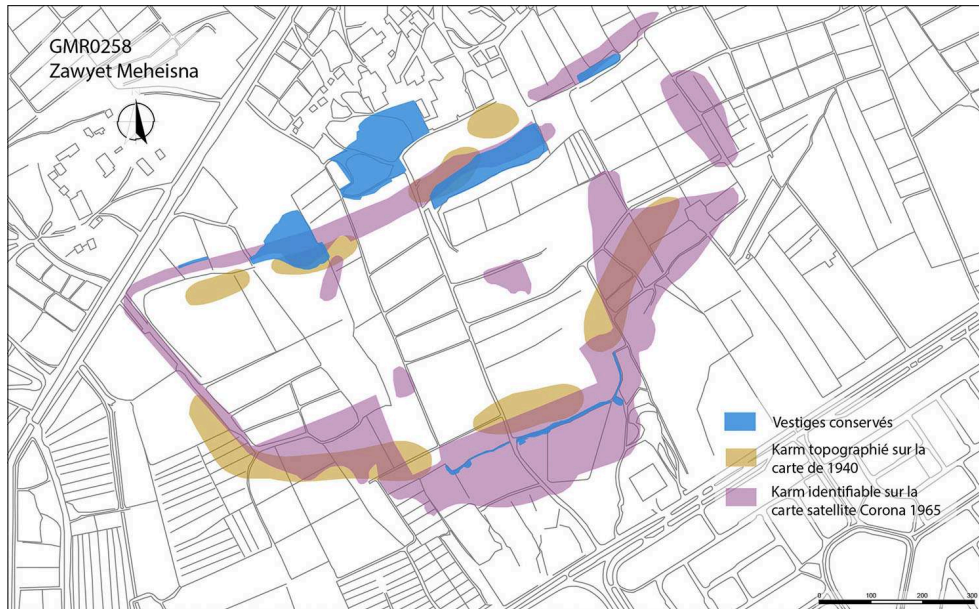 GMR0258
Zawyet Meheisna
Vestiges conservés
Karm topographié sur la
carte de 1940
Karm identifiable sur la
carte satellite Corona 1965
0 100 200 300